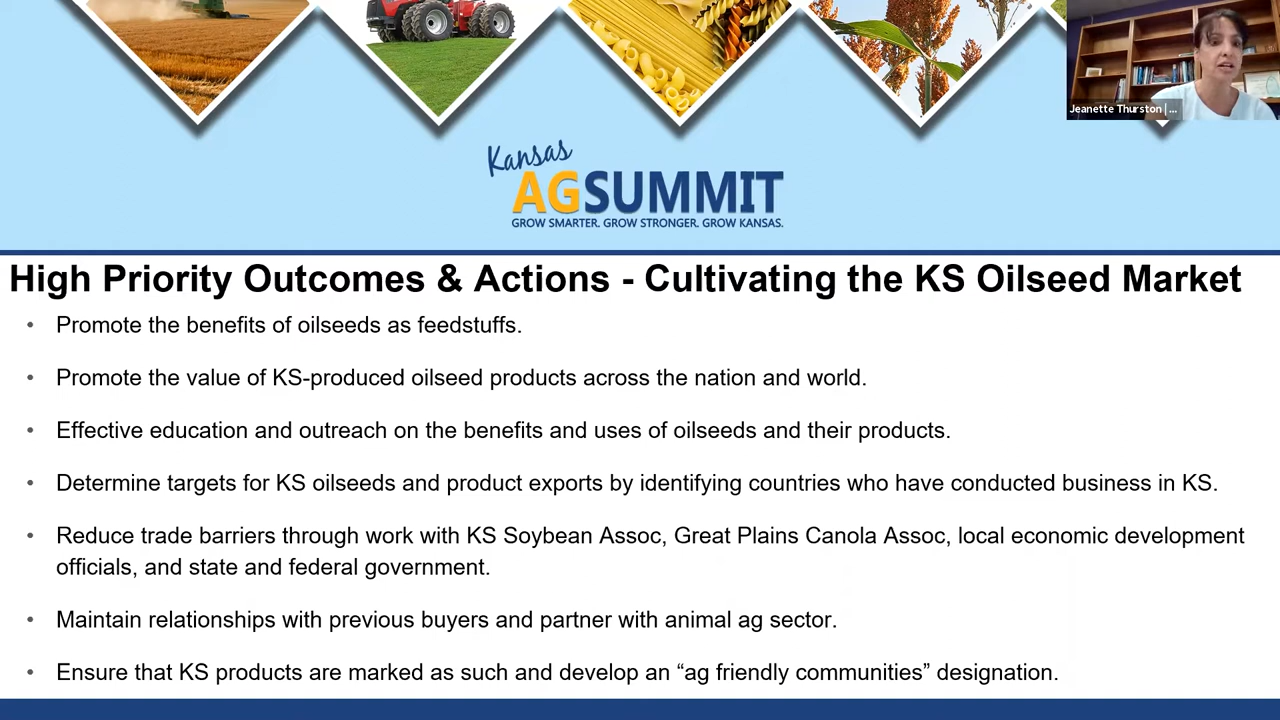 Jeanette Thurston | ...
Kansas
AGSUMMIT
GROW SMARTER. GROW STRONGER. GROW KANSAS.
High Priority Outcomes & Actions - Cultivating the KS Oilseed Market
• Promote the benefits of oilseeds as feedstuffs.
• Promote the value of KS-produced oilseed products across the nation and world.
• Effective education and outreach on the benefits and uses of oilseeds and their products.
• Determine targets for KS oilseeds and product exports by identifying countries who have conducted business in KS.
• Reduce trade barriers through work with KS Soybean Assoc, Great Plains Canola Assoc, local economic development
officials, and state and federal government.
• Maintain relationships with previous buyers and partner with animal ag sector.
• Ensure that KS products are marked as such and develop an “ag friendly communities” designation.